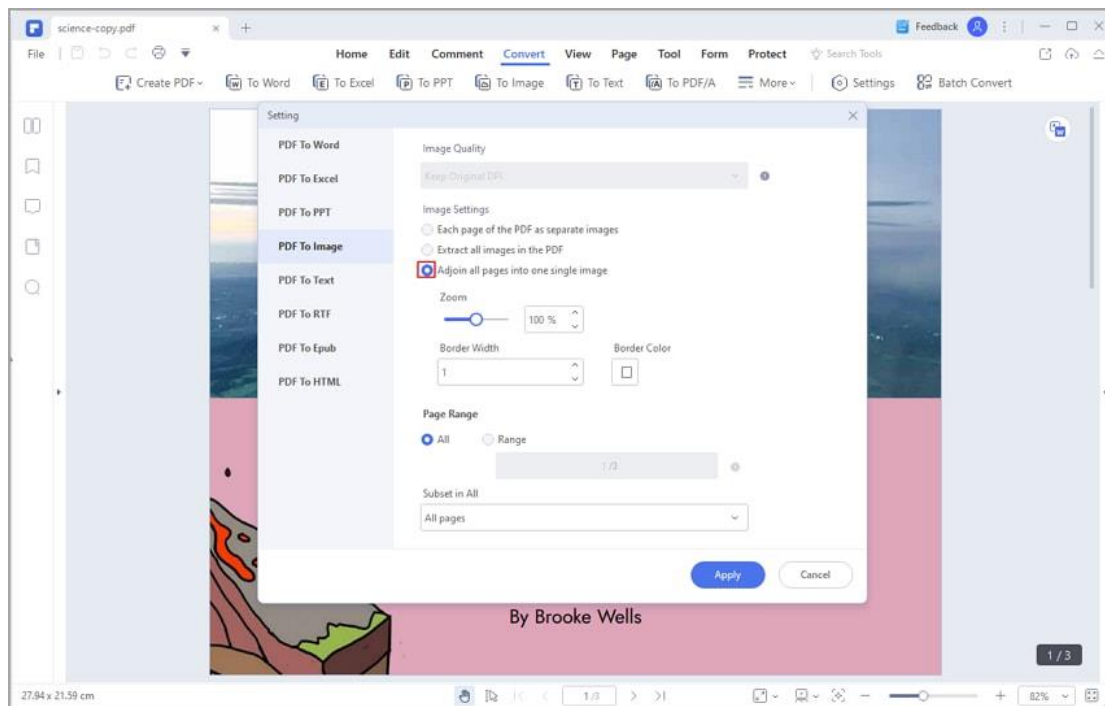 science-copy.pdf
Feedback
File Home Edit Comment Convert View Page Tool Form Protect Search Tools
Create PDF To Word To Excel To PPT To Image To Text To PDF/A More Settings Batch Convert
Setting
PDF To Word
PDF To Excel
PDF To PPT
PDF To Image
PDF To Text
PDF To RTF
PDF To Epub
PDF To HTML
Image Quality
Keep Original DPI
Image Settings
Each page of the PDF as separate images
Extract all images in the PDF
Adjoin all pages into one single image
Zoom
100 %
Border Width Border Color
1
Page Range
All Range
1 /3
Subset in All
All pages
Apply Cancel
By Brooke Wells
1 / 3
27.94 x 21.59 cm 1 /3 82%